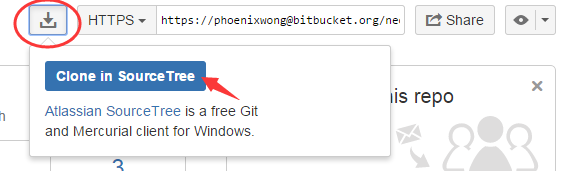 HTTPS
https://phoenixwong@bitbucket.org/nee
Share
Clone in SourceTree
Atlassian SourceTree is a free Git
and Mercurial client for Windows.
his repo
h
3